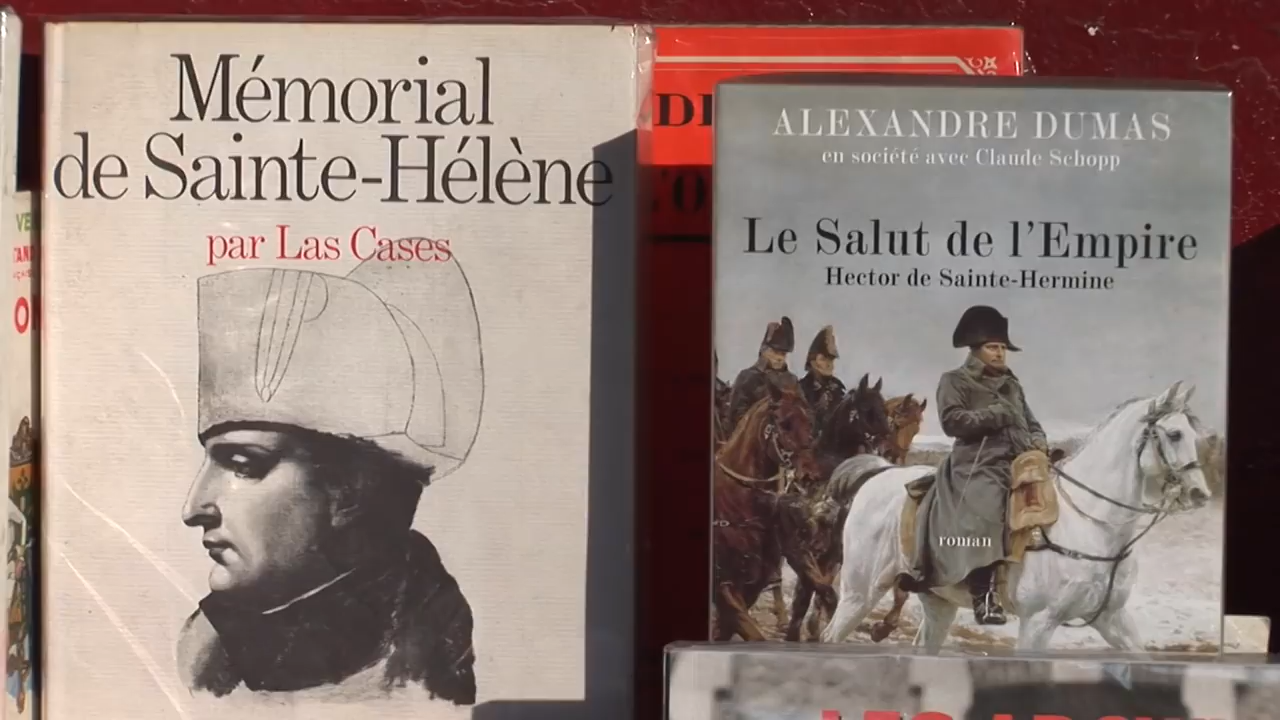 Mémorial
de Sainte-Hélène
par Las Cases
ALEXANDRE DUMAS
en société avec Claude Schopp
Le Salut de l'Empire
Hector de Sainte-Hermine
roman